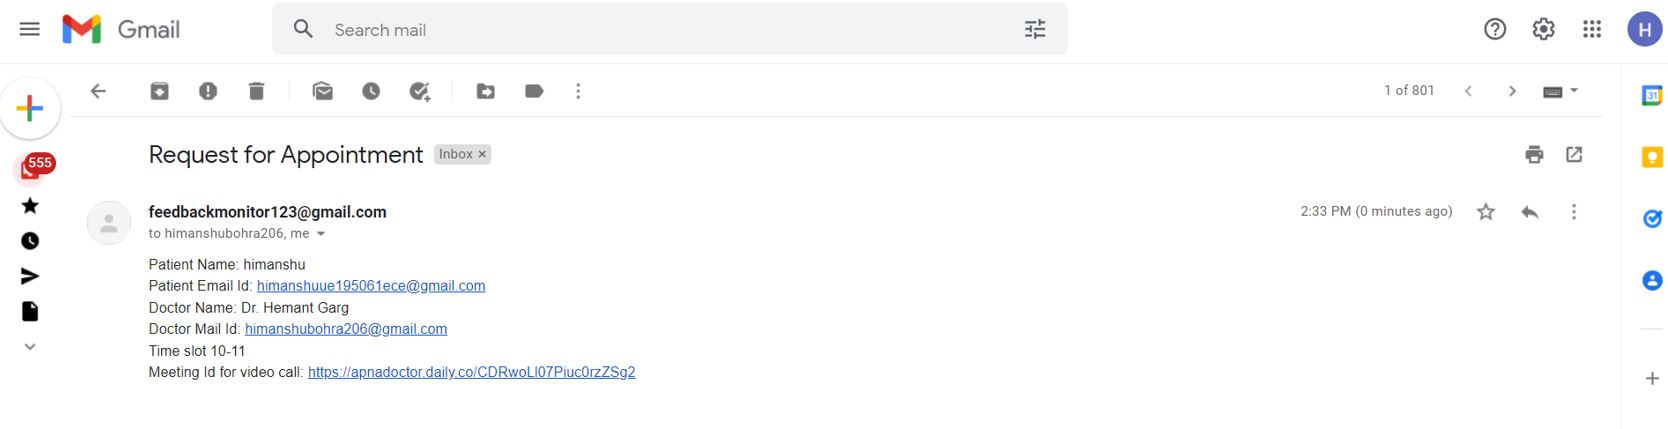 Gmail
Search mail
H
1 of 801
31
555
Request for Appointment
Inbox ×
feedbackmonitor123@gmail.com
2:33 PM (0 minutes ago)
to himanshubohra206, me
Patient Name: himanshu
Patient Email Id: himanshuue195061ece@gmail.com
Doctor Name: Dr. Hemant Garg
Doctor Mail Id: himanshubohra206@gmail.com
Time slot 10-11
Meeting Id for video call: https://apnadoctor.daily.co/CDRwoLl07Piuc0rzZSg2